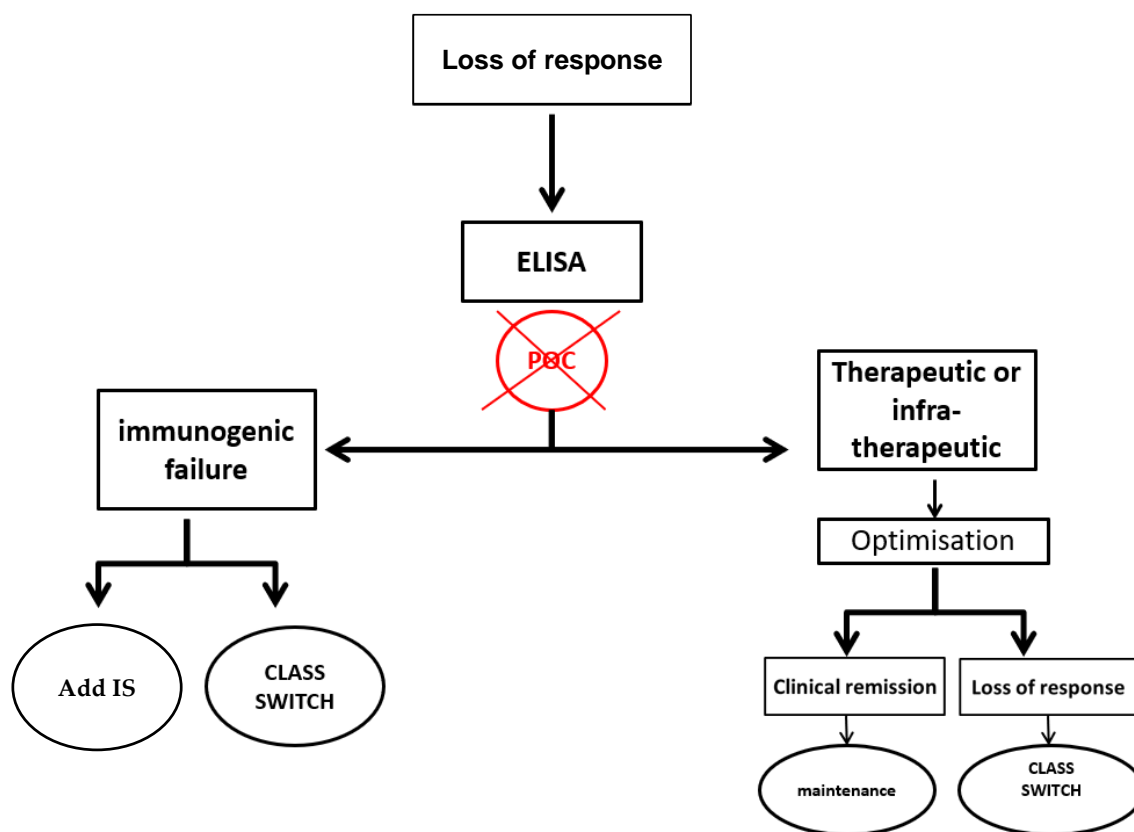 Loss of response
ELISA
POC
immunogenic
failure
Therapeutic or
infra-
therapeutic
Optimisation
Add IS
CLASS
SWITCH
Clinical remission
Loss of response
maintenance
CLASS
SWITCH